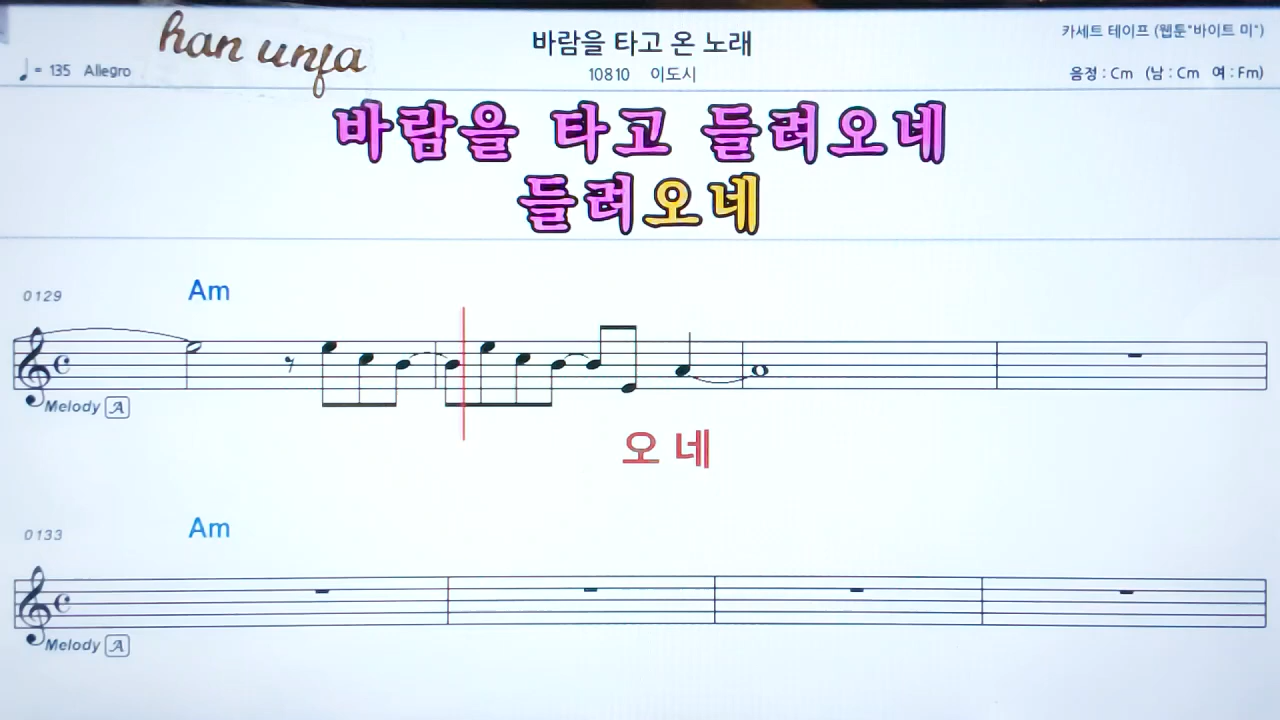 han unfa
바람을 타고 온 노래
카세트 테이프 (웹툰"바이트 미")
♩ = 135 Allegro
10810 이도시
음정 : Cm (남 : Cm 여 : Fm)
바람을 타고 들려오네
들려오네
0129
Am
Melody A
오 네
0133
Am
Melody A